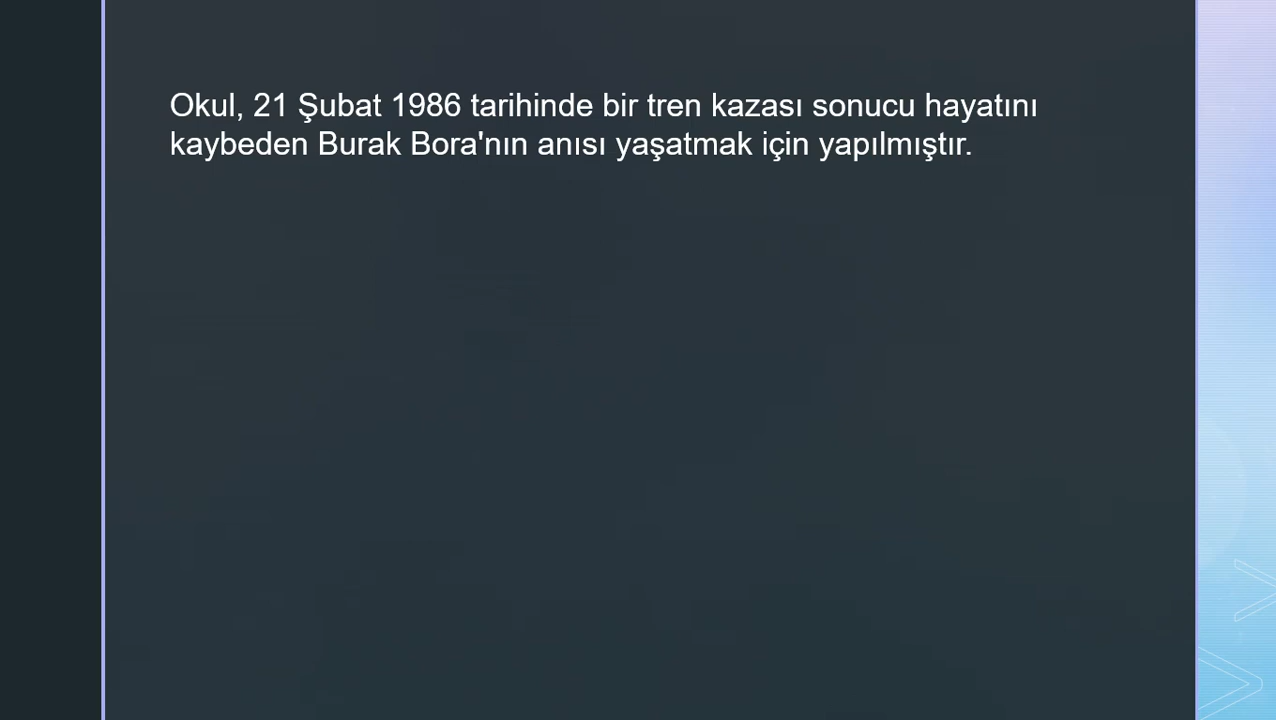 Okul, 21 Şubat 1986 tarihinde bir tren kazası sonucu hayatını
kaybeden Burak Bora'nın anısı yaşatmak için yapılmıştır.